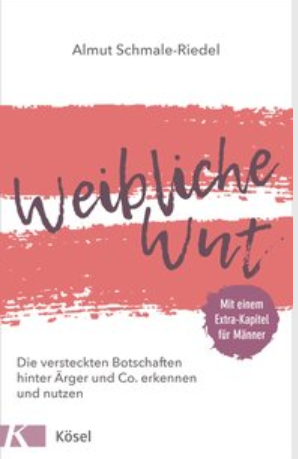 Almut Schmale-Riedel
Weibliche
Wut
Mit einem
Extra-Kapitel
für Männer
Die versteckten Botschaften
hinter Ärger und Co. erkennen
und nutzen
K Kösel